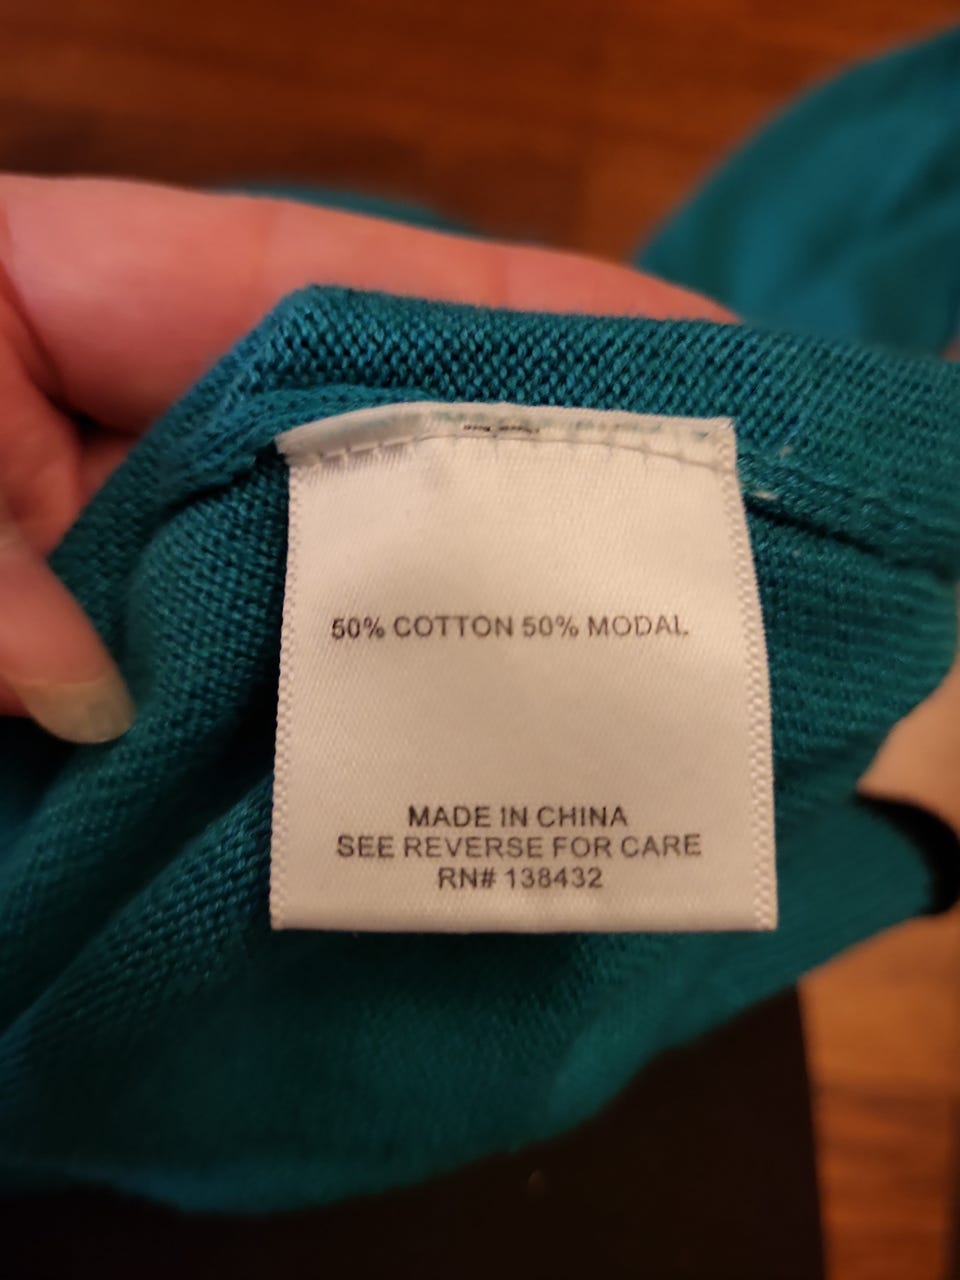 50% COTTON 50% MODAL
MADE IN CHINA
SEE REVERSE FOR CARE
RN# 138432